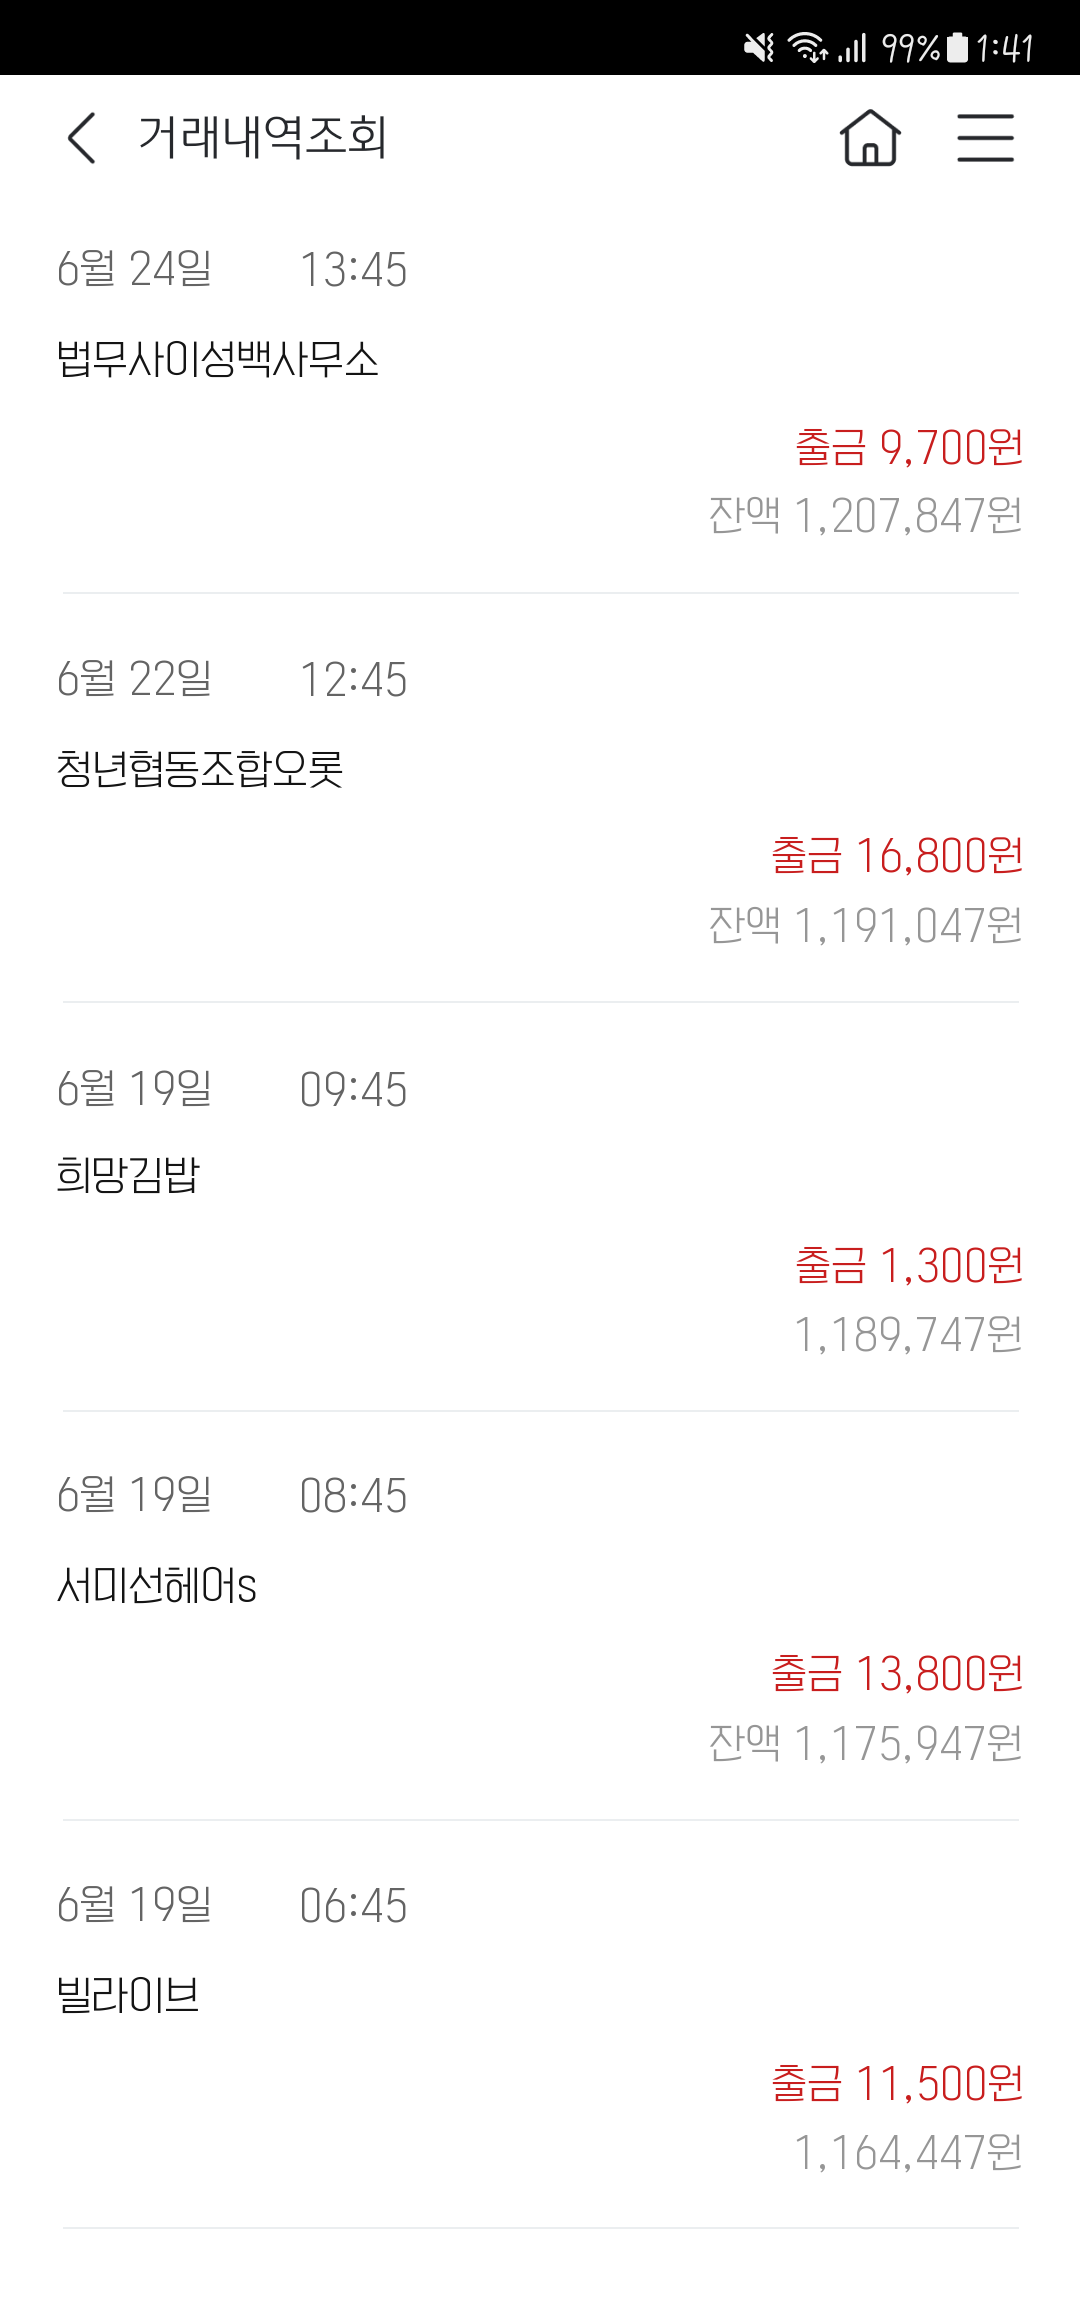 99% 1:41
거래내역조회
6월 24일 13:45
법무사이성백사무소
출금 9,700원
잔액 1,207,847원
6월 22일 12:45
청년협동조합오롯
출금 16,800원
잔액 1,191,047원
6월 19일 09:45
희망김밥
출금 1,300원
1,189,747원
6월 19일 08:45
서미선헤어s
출금 13,800원
잔액 1,175,947원
6월 19일 06:45
빌라이브
출금 11,500원
1,164,447원